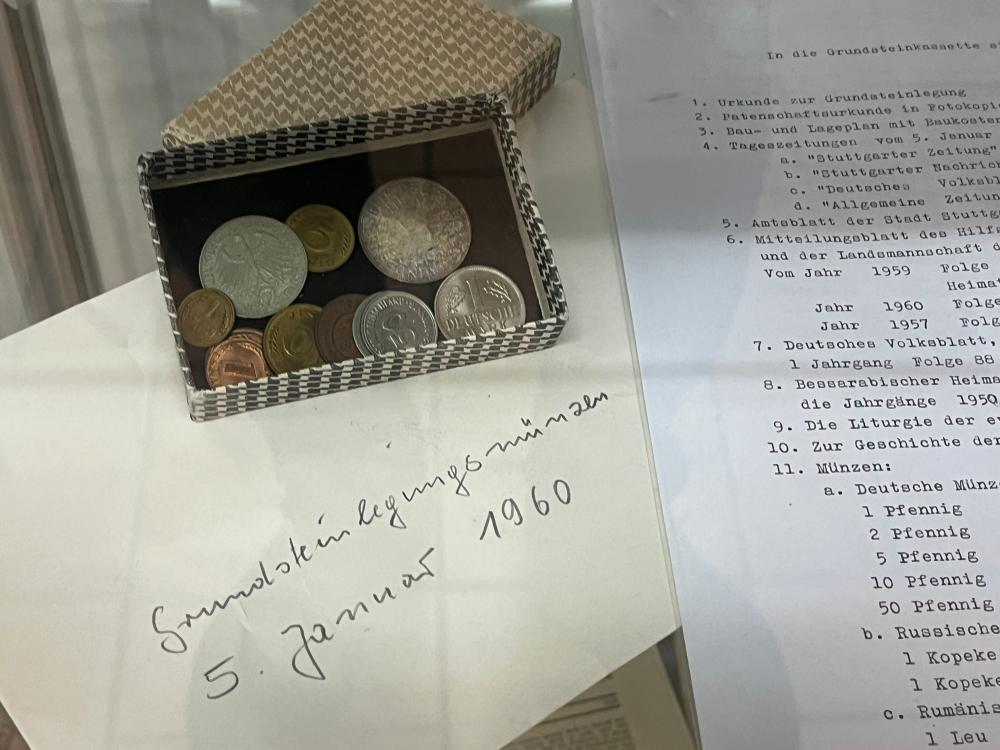 Grundsteinlegungsmünzen
5. Januar 1960
In die Grundsteinkassette
1. Urkunde zur Grundsteinlegung
2. Patenschaftsurkunde in Fotokopi
3. Bau- und Lageplan mit Baukosten
4. Tageszeitungen vom 5. Januar
a. "Stuttgarter Zeitung"
b. "Stuttgarter Nachrich
c. "Deutsches Volksbl
d. "Allgemeine Zeitun
5. Amtsblatt der Stadt Stuttg
6. Mitteilungsblatt des Hilfs
und der Landsmannschaft d
Vom Jahr 1959 Folge
Heimat
Jahr 1960 Folge
Jahr 1957 Folg
7. Deutsches Volksblatt,
1 Jahrgang Folge 88
8. Bessarabischer Heima
die Jahrgänge 1950
9. Die Liturgie der ev
10. Zur Geschichte der
11. Münzen:
a. Deutsche Münz
1 Pfennig
2 Pfennig
5 Pfennig
10 Pfennig
50 Pfennig
b. Russische
1 Kopeke
1 Kopeke
c. Rumänis
1 Leu